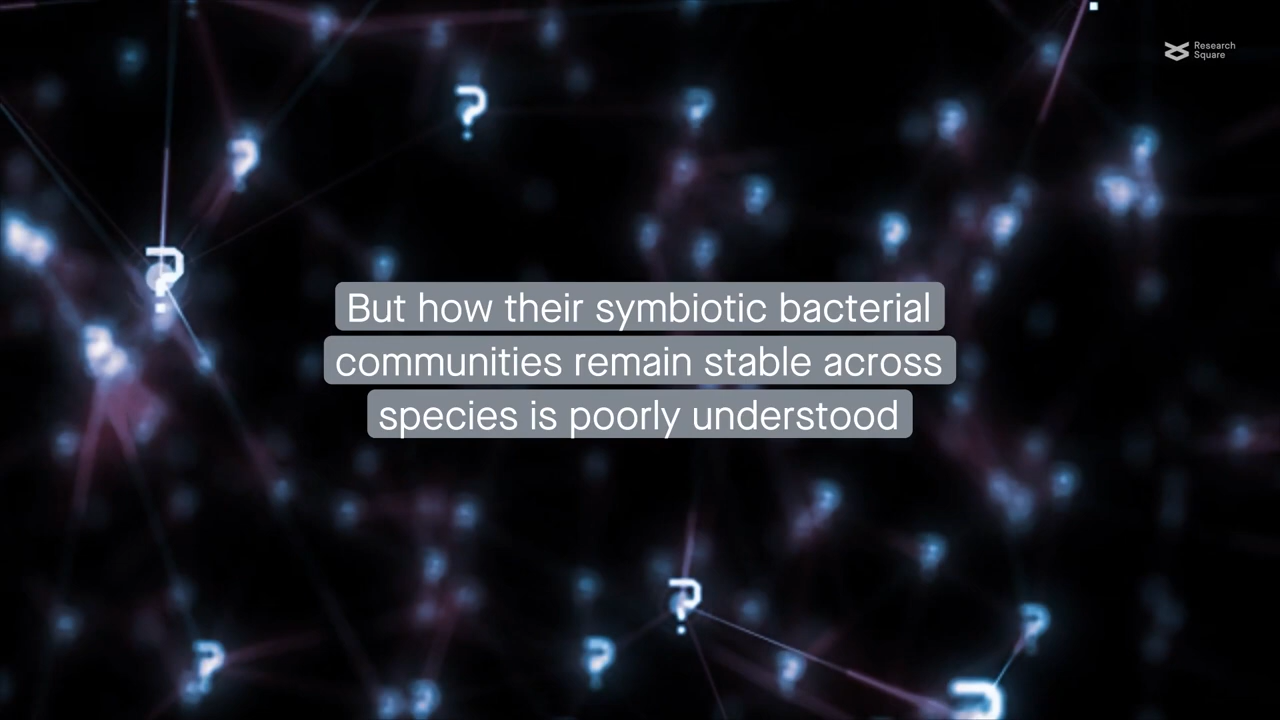 Research
Square
But how their symbiotic bacterial
communities remain stable across
species is poorly understood